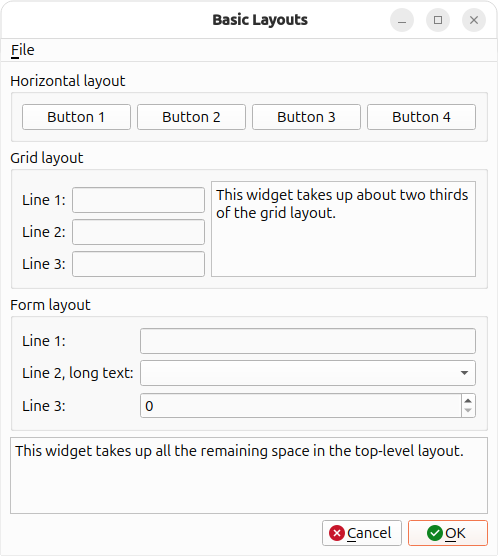 Basic Layouts
File
Horizontal layout
Button 1 Button 2 Button 3 Button 4
Grid layout
Line 1:
Line 2:
Line 3:
This widget takes up about two thirds
of the grid layout.
Form layout
Line 1:
Line 2, long text:
Line 3: 0
This widget takes up all the remaining space in the top-level layout.
Cancel OK